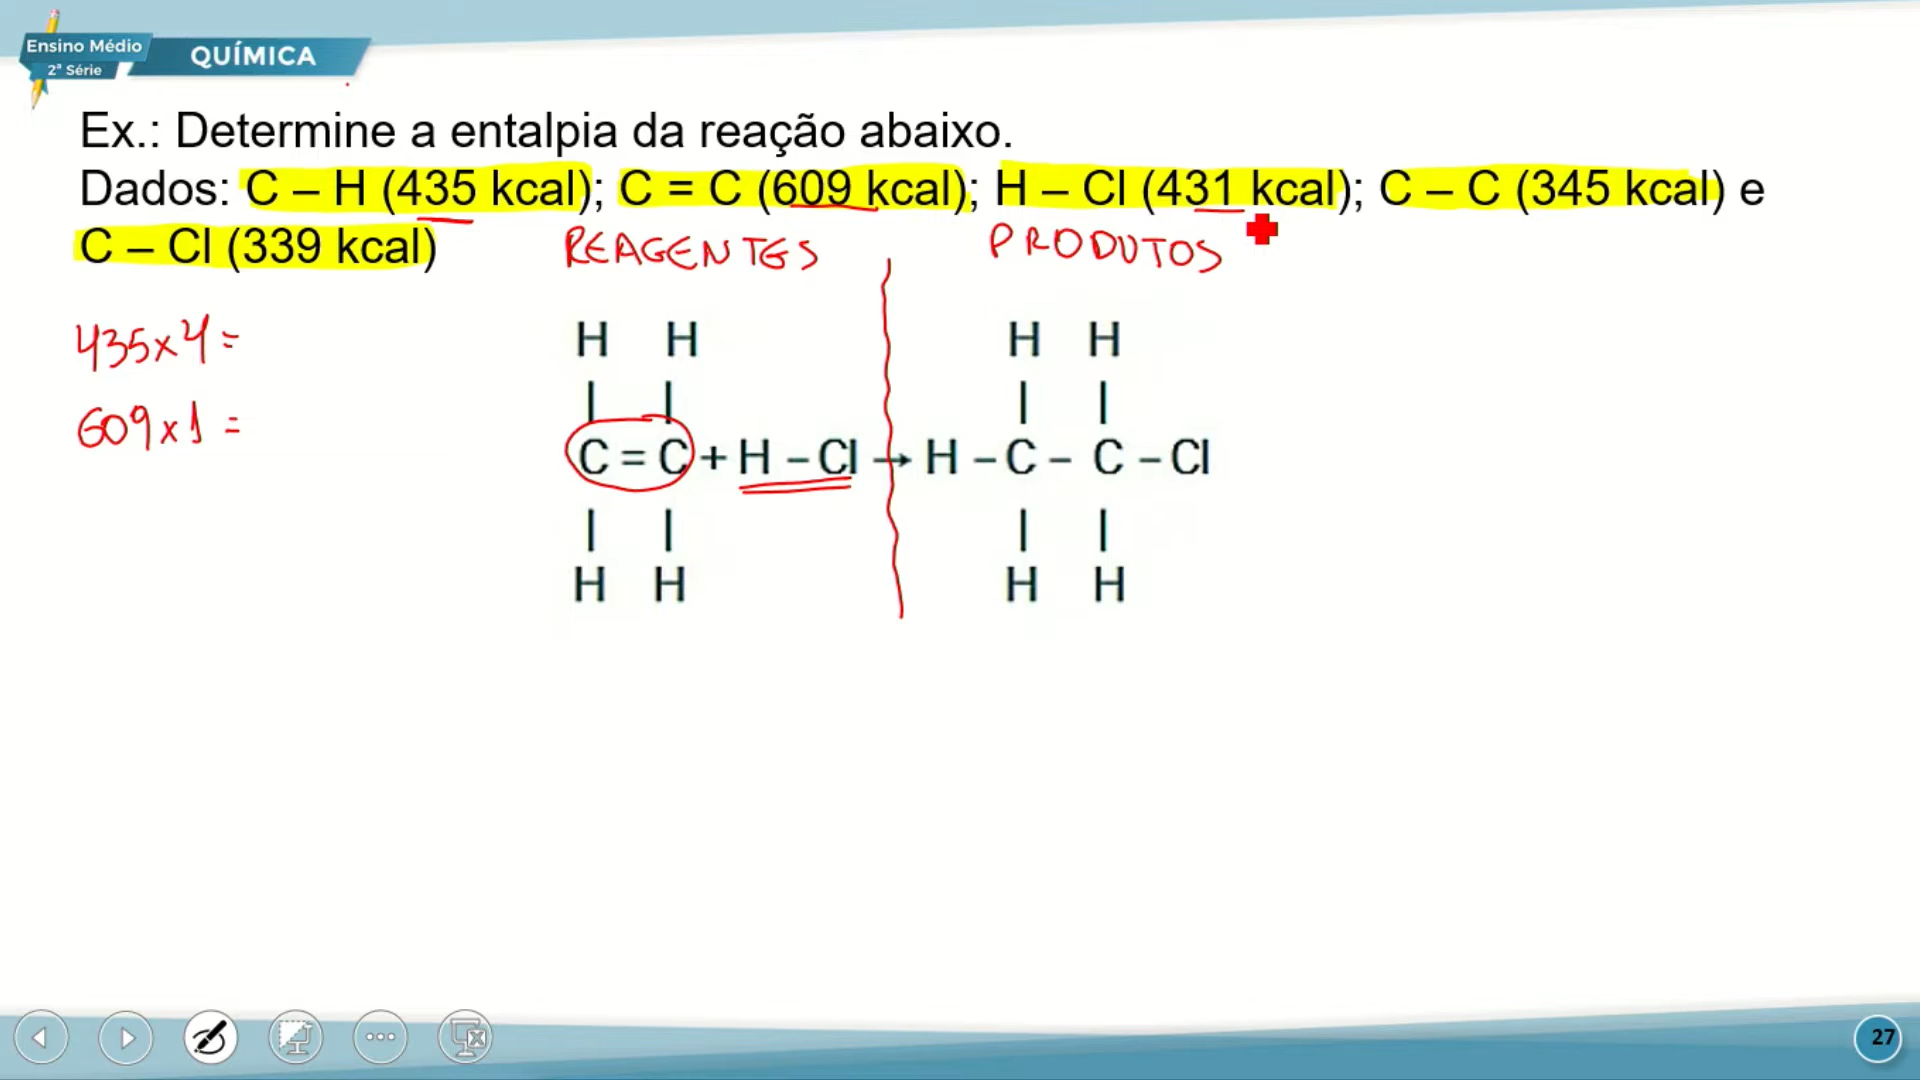 Ensino Médio
2ª Série
QUÍMICA
Ex.: Determine a entalpia da reação abaixo.
Dados: C – H (435 kcal); C = C (609 kcal); H – Cl (431 kcal); C – C (345 kcal) e
C – Cl (339 kcal)
REAGENTES PRODUTOS
435x4=
609x1=
H H H H
| | | |
C = C + H – Cl → H – C – C – Cl
| | | |
H H H H
27